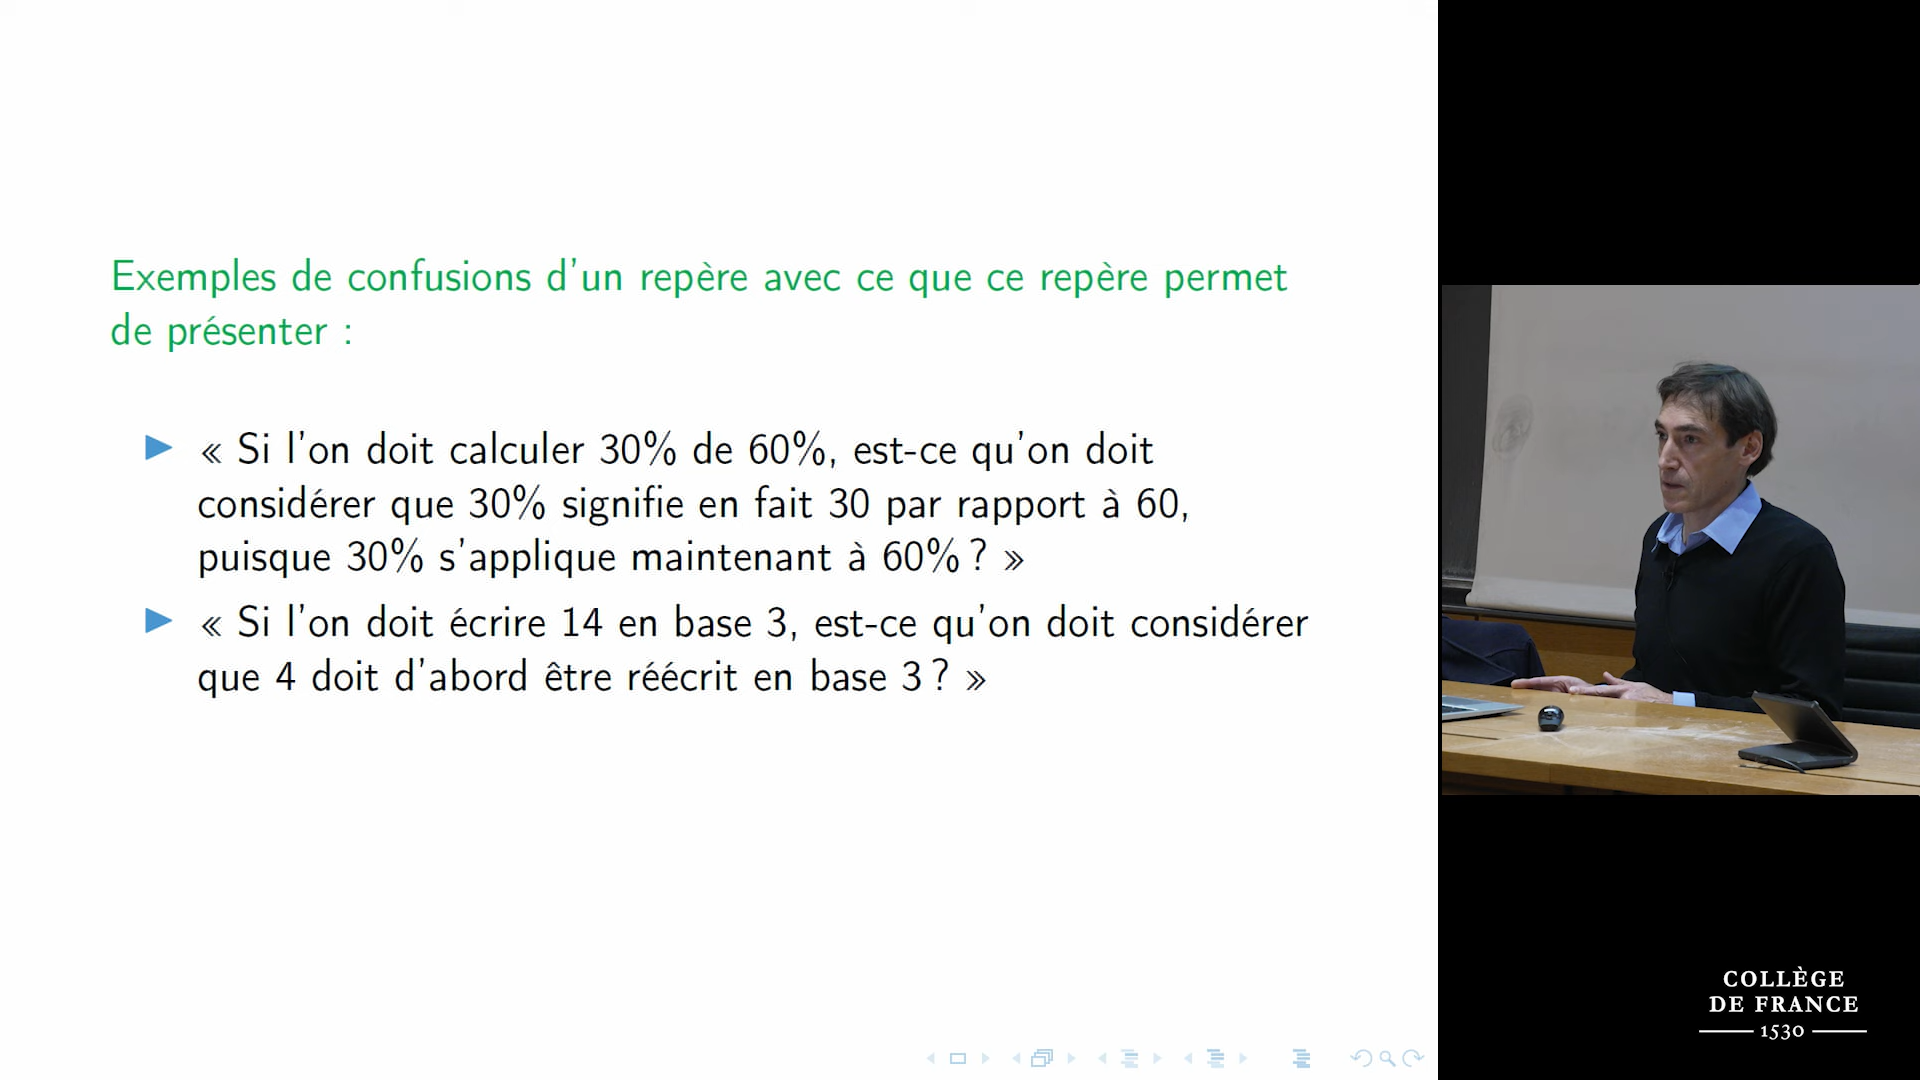 Exemples de confusions d'un repère avec ce que ce repère permet
de présenter :
« Si l'on doit calculer 30% de 60%, est-ce qu'on doit
considérer que 30% signifie en fait 30 par rapport à 60,
puisque 30% s'applique maintenant à 60% ? »
« Si l'on doit écrire 14 en base 3, est-ce qu'on doit considérer
que 4 doit d'abord être réécrit en base 3 ? »
COLLÈGE
DE FRANCE
1530